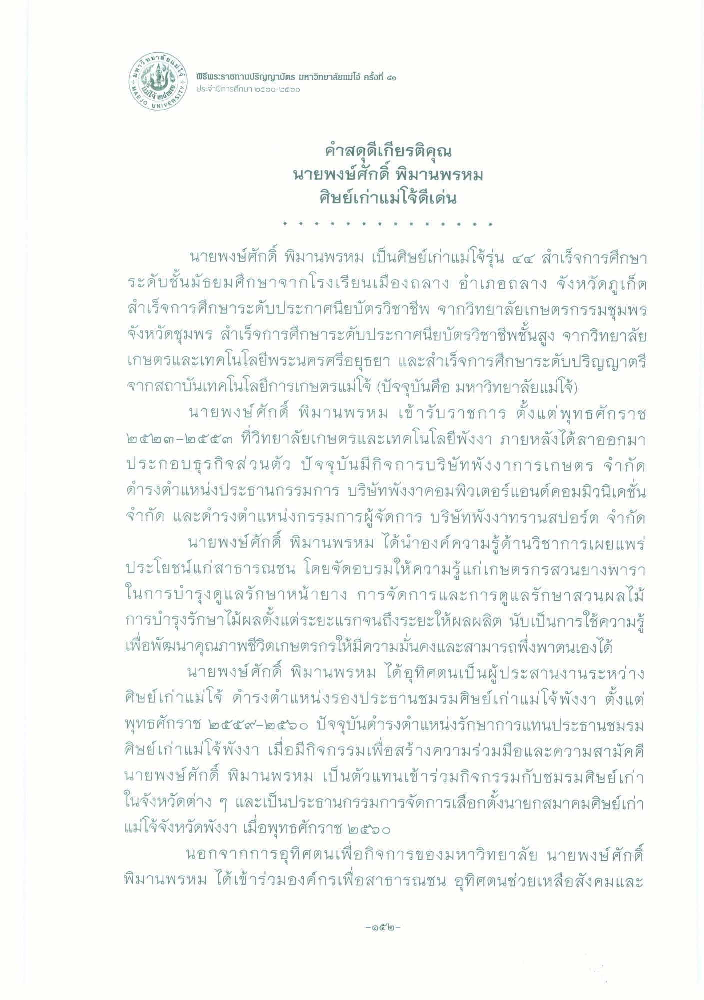 มหาวิทยาลัยแม่โจ้
แม่โจ้ ๒๔๗๗
MAEJO UNIVERSITY
พิธีพระราชทานปริญญาบัตร มหาวิทยาลัยแม่โจ้ ครั้งที่ ๔๑
ประจำปีการศึกษา ๒๕๖๐-๒๕๖๑
คำสดุดีเกียรติคุณ
นายพงษ์ศักดิ์ พิมานพรหม
ศิษย์เก่าแม่โจ้ดีเด่น
* * * * * * * * * * * * * *
นายพงษ์ศักดิ์ พิมานพรหม เป็นศิษย์เก่าแม่โจ้รุ่น ๔๔ สำเร็จการศึกษา
ระดับชั้นมัธยมศึกษาจากโรงเรียนเมืองถลาง อำเภอถลาง จังหวัดภูเก็ต
สำเร็จการศึกษาระดับประกาศนียบัตรวิชาชีพ จากวิทยาลัยเกษตรกรรมชุมพร
จังหวัดชุมพร สำเร็จการศึกษาระดับประกาศนียบัตรวิชาชีพชั้นสูง จากวิทยาลัย
เกษตรและเทคโนโลยีพระนครศรีอยุธยา และสำเร็จการศึกษาระดับปริญญาตรี
จากสถาบันเทคโนโลยีการเกษตรแม่โจ้ (ปัจจุบันคือ มหาวิทยาลัยแม่โจ้)
นายพงษ์ศักดิ์ พิมานพรหม เข้ารับราชการ ตั้งแต่พุทธศักราช
๒๕๒๓-๒๕๕๓ ที่วิทยาลัยเกษตรและเทคโนโลยีพังงา ภายหลังได้ลาออกมา
ประกอบธุรกิจส่วนตัว ปัจจุบันมีกิจการบริษัทพังงาการเกษตร จำกัด
ดำรงตำแหน่งประธานกรรมการ บริษัทพังงาคอมพิวเตอร์แอนด์คอมมิวนิเคชั่น
จำกัด และดำรงตำแหน่งกรรมการผู้จัดการ บริษัทพังงาทรานสปอร์ต จำกัด
นายพงษ์ศักดิ์ พิมานพรหม ได้นำองค์ความรู้ด้านวิชาการเผยแพร่
ประโยชน์แก่สาธารณชน โดยจัดอบรมให้ความรู้แก่เกษตรกรสวนยางพารา
ในการบำรุงดูแลรักษาหน้ายาง การจัดการและการดูแลรักษาสวนผลไม้
การบำรุงรักษาไม้ผลตั้งแต่ระยะแรกจนถึงระยะให้ผลผลิต นับเป็นการใช้ความรู้
เพื่อพัฒนาคุณภาพชีวิตเกษตรกรให้มีความมั่นคงและสามารถพึ่งพาตนเองได้
นายพงษ์ศักดิ์ พิมานพรหม ได้อุทิศตนเป็นผู้ประสานงานระหว่าง
ศิษย์เก่าแม่โจ้ ดำรงตำแหน่งรองประธานชมรมศิษย์เก่าแม่โจ้พังงา ตั้งแต่
พุทธศักราช ๒๕๕๙-๒๕๖๐ ปัจจุบันดำรงตำแหน่งรักษาการแทนประธานชมรม
ศิษย์เก่าแม่โจ้พังงา เมื่อมีกิจกรรมเพื่อสร้างความร่วมมือและความสามัคคี
นายพงษ์ศักดิ์ พิมานพรหม เป็นตัวแทนเข้าร่วมกิจกรรมกับชมรมศิษย์เก่า
ในจังหวัดต่าง ๆ และเป็นประธานกรรมการจัดการเลือกตั้งนายกสมาคมศิษย์เก่า
แม่โจ้จังหวัดพังงา เมื่อพุทธศักราช ๒๕๖๐
นอกจากการอุทิศตนเพื่อกิจการของมหาวิทยาลัย นายพงษ์ศักดิ์
พิมานพรหม ได้เข้าร่วมองค์กรเพื่อสาธารณชน อุทิศตนช่วยเหลือสังคมและ
-๑๕๒-